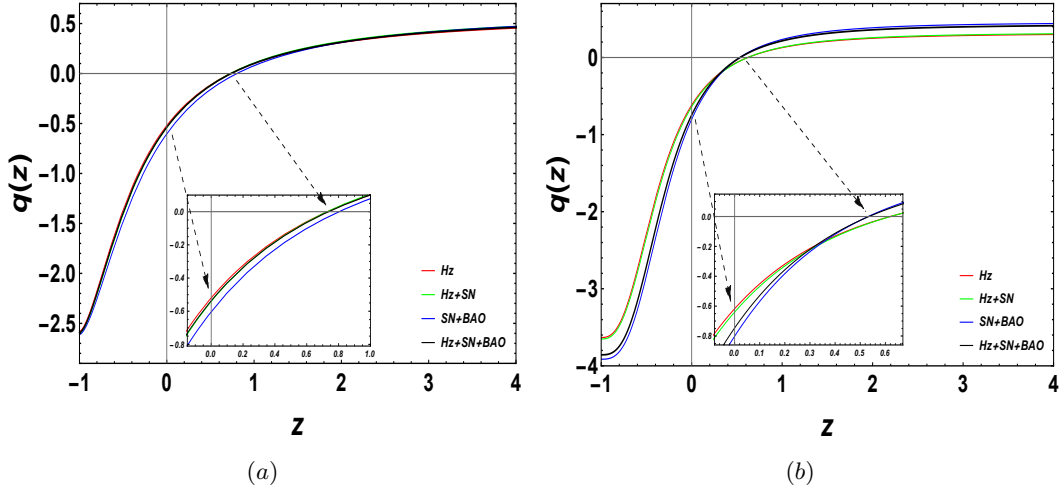 0.5
0.0
−0.5
−1.0
−1.5
−2.0
−2.5
q(z)
−1 0 1 2 3 4
z
0.0
−0.2
−0.4
−0.6
−0.8
0.0 0.2 0.4 0.6 0.8 1.0
Hz
Hz+SN
SN+BAO
Hz+SN+BAO
(a)
0
−1
−2
−3
−4
q(z)
−1 0 1 2 3 4
z
0.0
−0.2
−0.4
−0.6
−0.8
0.0 0.1 0.2 0.3 0.4 0.5 0.6
Hz
Hz+SN
SN+BAO
Hz+SN+BAO
(b)